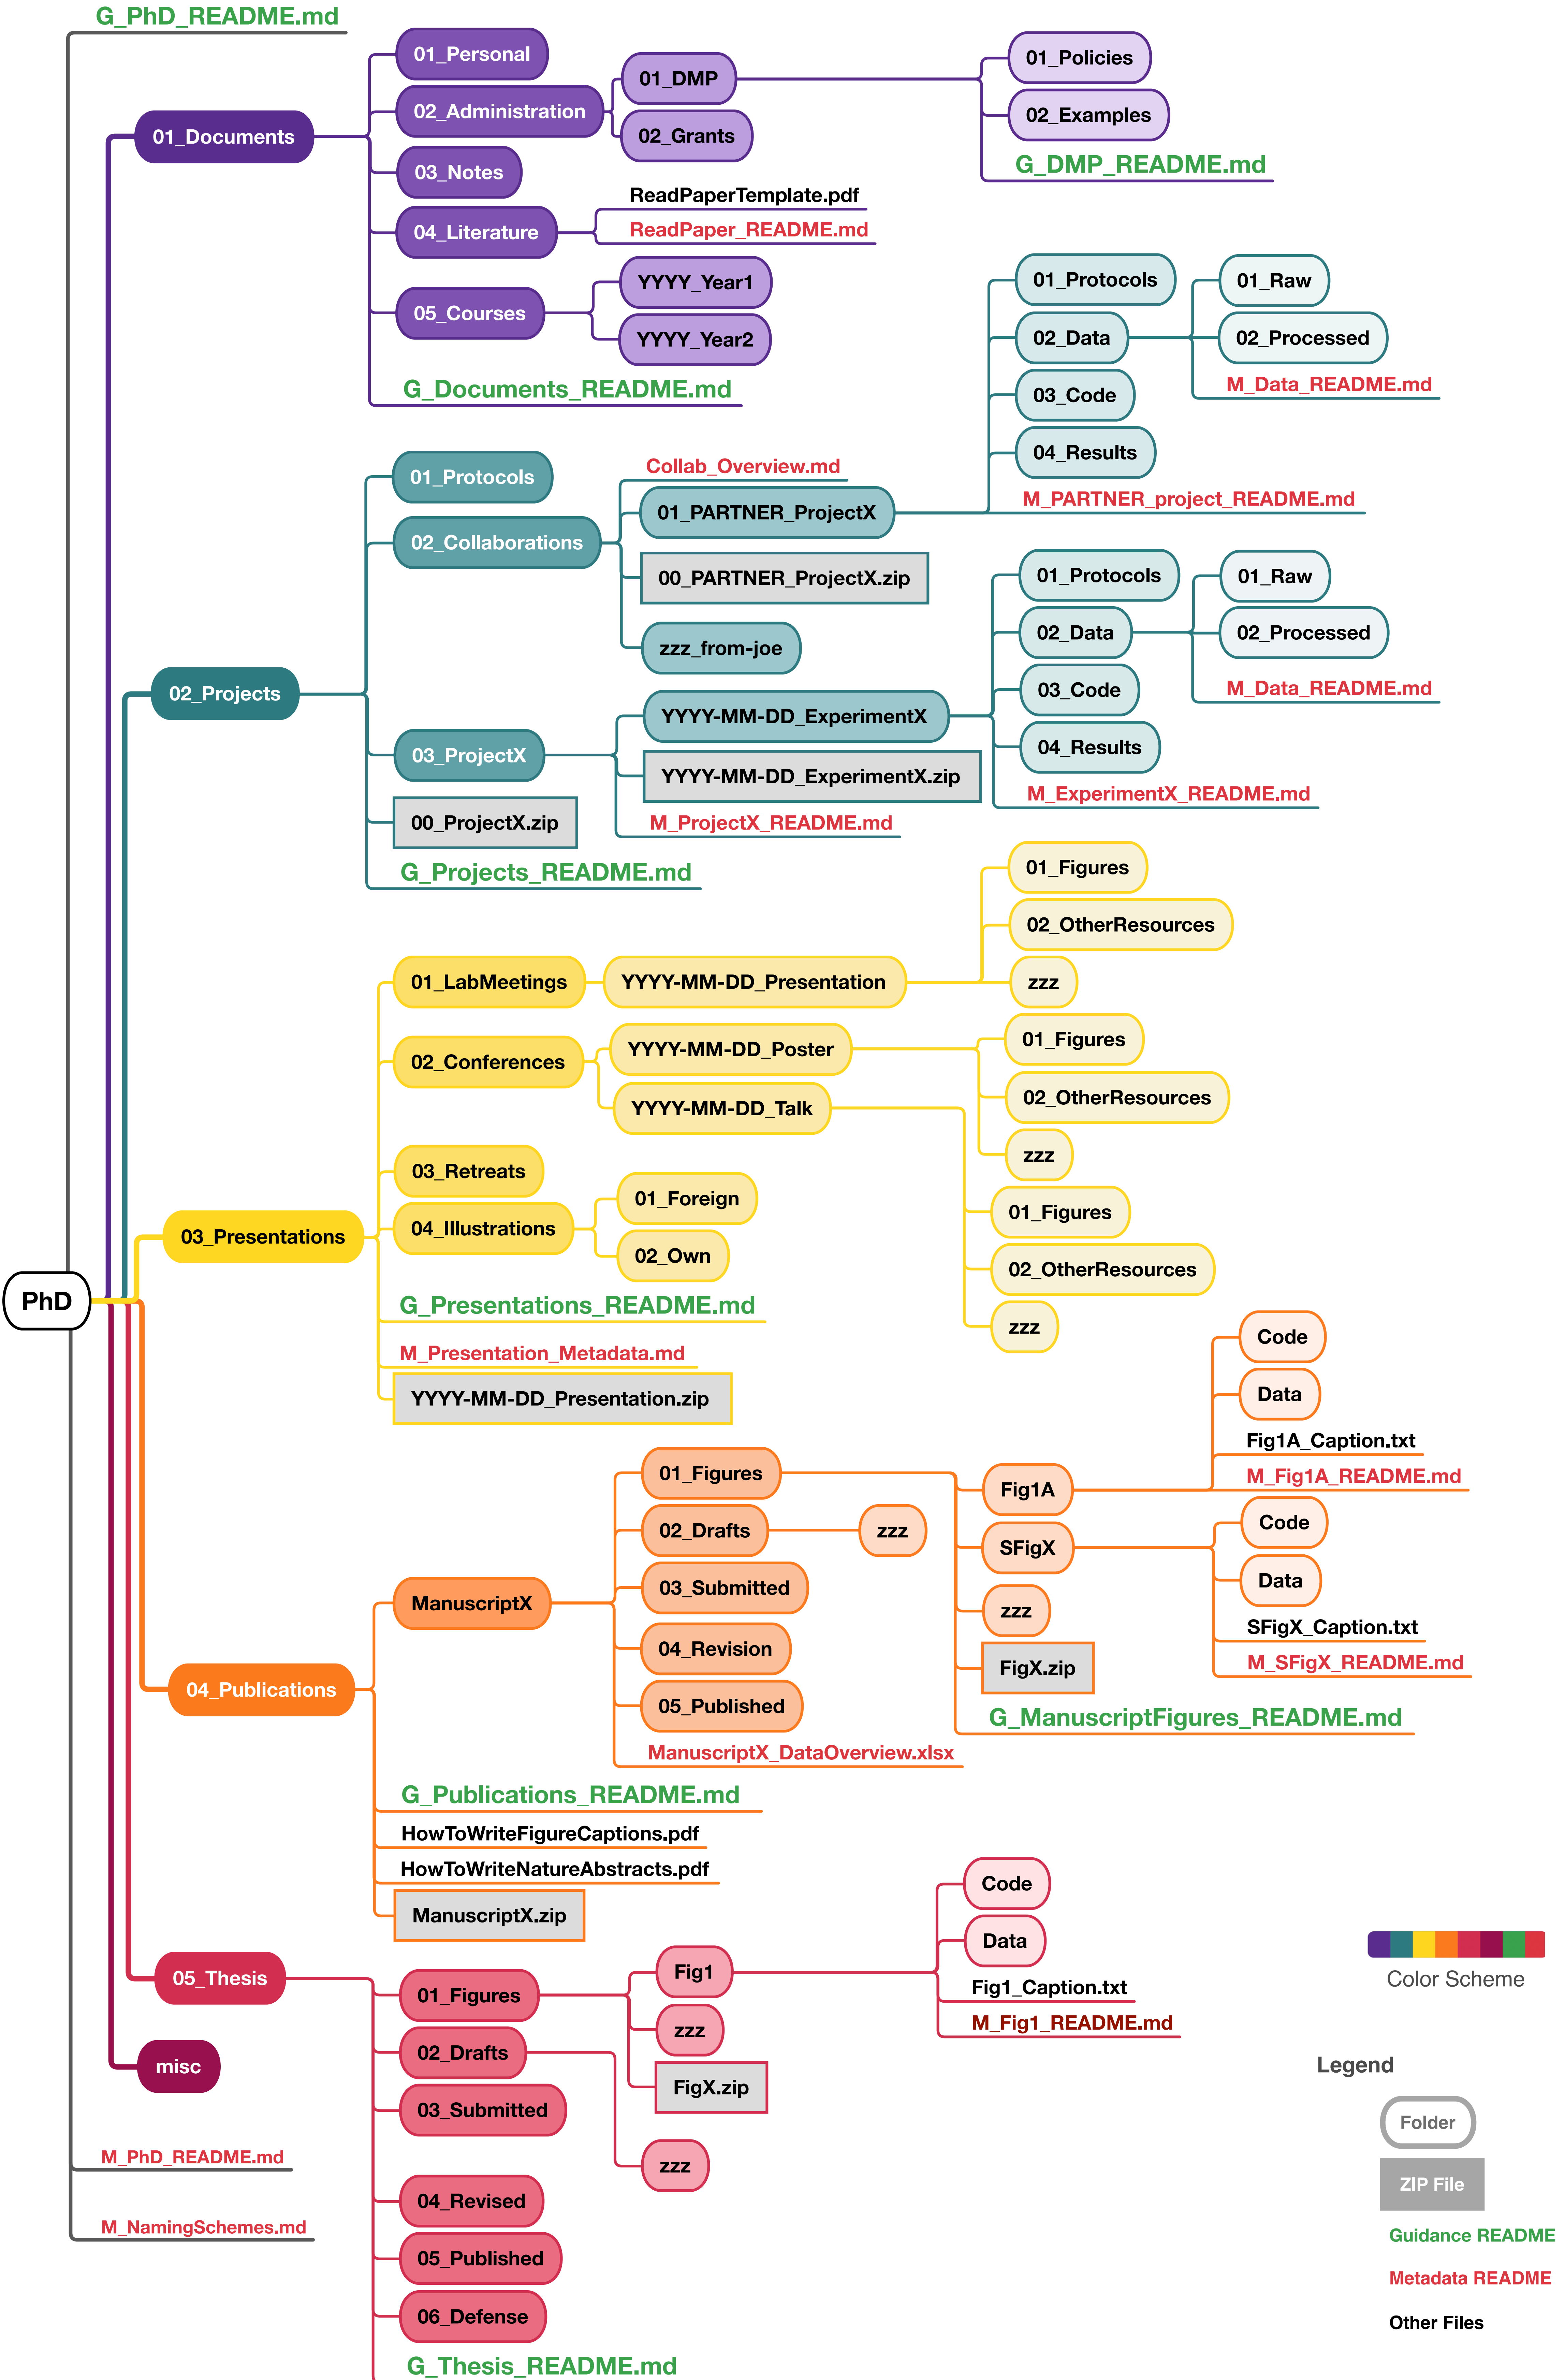 G_PhD_README.md
01_Documents
01_Personal
02_Administration
01_DMP
01_Policies
02_Examples
G_DMP_README.md
02_Grants
03_Notes
04_Literature
ReadPaperTemplate.pdf
ReadPaper_README.md
05_Courses
YYYY_Year1
YYYY_Year2
G_Documents_README.md
02_Projects
01_Protocols
02_Collaborations
Collab_Overview.md
01_PARTNER_ProjectX
01_Protocols
02_Data
01_Raw
02_Processed
M_Data_README.md
03_Code
04_Results
M_PARTNER_project_README.md
00_PARTNER_ProjectX.zip
zzz_from-joe
03_ProjectX
YYYY-MM-DD_ExperimentX
01_Protocols
02_Data
01_Raw
02_Processed
M_Data_README.md
03_Code
04_Results
M_ExperimentX_README.md
YYYY-MM-DD_ExperimentX.zip
M_ProjectX_README.md
00_ProjectX.zip
G_Projects_README.md
PhD
03_Presentations
01_LabMeetings
YYYY-MM-DD_Presentation
01_Figures
02_OtherResources
zzz
02_Conferences
YYYY-MM-DD_Poster
01_Figures
02_OtherResources
zzz
YYYY-MM-DD_Talk
01_Figures
02_OtherResources
zzz
03_Retreats
04_Illustrations
01_Foreign
02_Own
G_Presentations_README.md
M_Presentation_Metadata.md
YYYY-MM-DD_Presentation.zip
04_Publications
ManuscriptX
01_Figures
Fig1A
Code
Data
Fig1A_Caption.txt
M_Fig1A_README.md
SFigX
Code
Data
SFigX_Caption.txt
M_SFigX_README.md
zzz
FigX.zip
G_ManuscriptFigures_README.md
02_Drafts
zzz
03_Submitted
04_Revision
05_Published
ManuscriptX_DataOverview.xlsx
G_Publications_README.md
HowToWriteFigureCaptions.pdf
HowToWriteNatureAbstracts.pdf
ManuscriptX.zip
05_Thesis
01_Figures
Fig1
Code
Data
Fig1_Caption.txt
M_Fig1_README.md
zzz
FigX.zip
02_Drafts
zzz
03_Submitted
04_Revised
05_Published
06_Defense
G_Thesis_README.md
misc
M_PhD_README.md
M_NamingSchemes.md
Color Scheme
Legend
Folder
ZIP File
Guidance README
Metadata README
Other Files